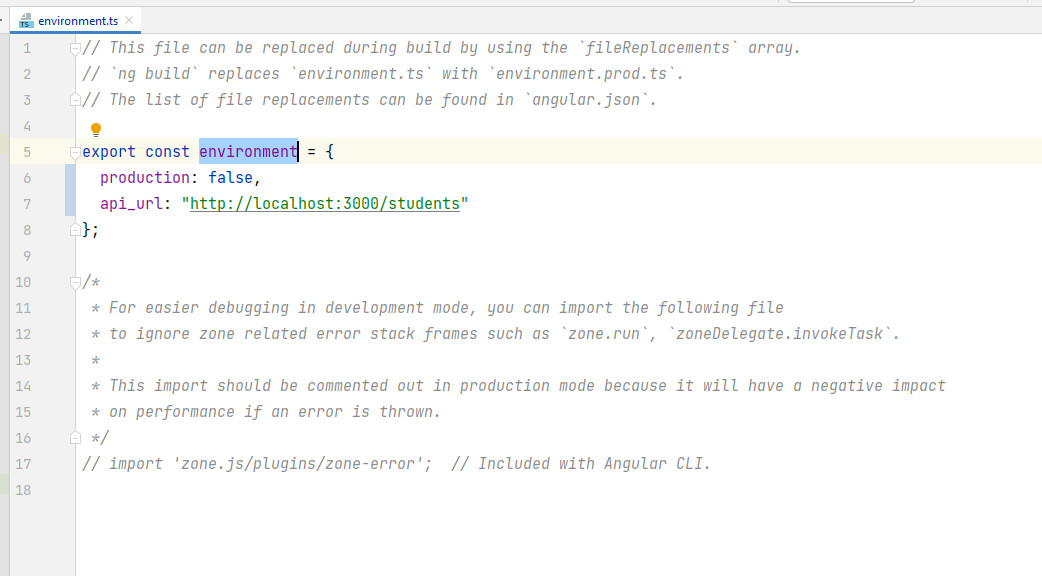 environment.ts
1 // This file can be replaced during build by using the `fileReplacements` array.
2 // `ng build` replaces `environment.ts` with `environment.prod.ts`.
3 // The list of file replacements can be found in `angular.json`.
4
5 export const environment = {
6   production: false,
7   api_url: "http://localhost:3000/students"
8 };
9
10 /*
11  * For easier debugging in development mode, you can import the following file
12  * to ignore zone related error stack frames such as `zone.run`, `zoneDelegate.invokeTask`.
13  *
14  * This import should be commented out in production mode because it will have a negative impact
15  * on performance if an error is thrown.
16  */
17 // import 'zone.js/plugins/zone-error';  // Included with Angular CLI.
18